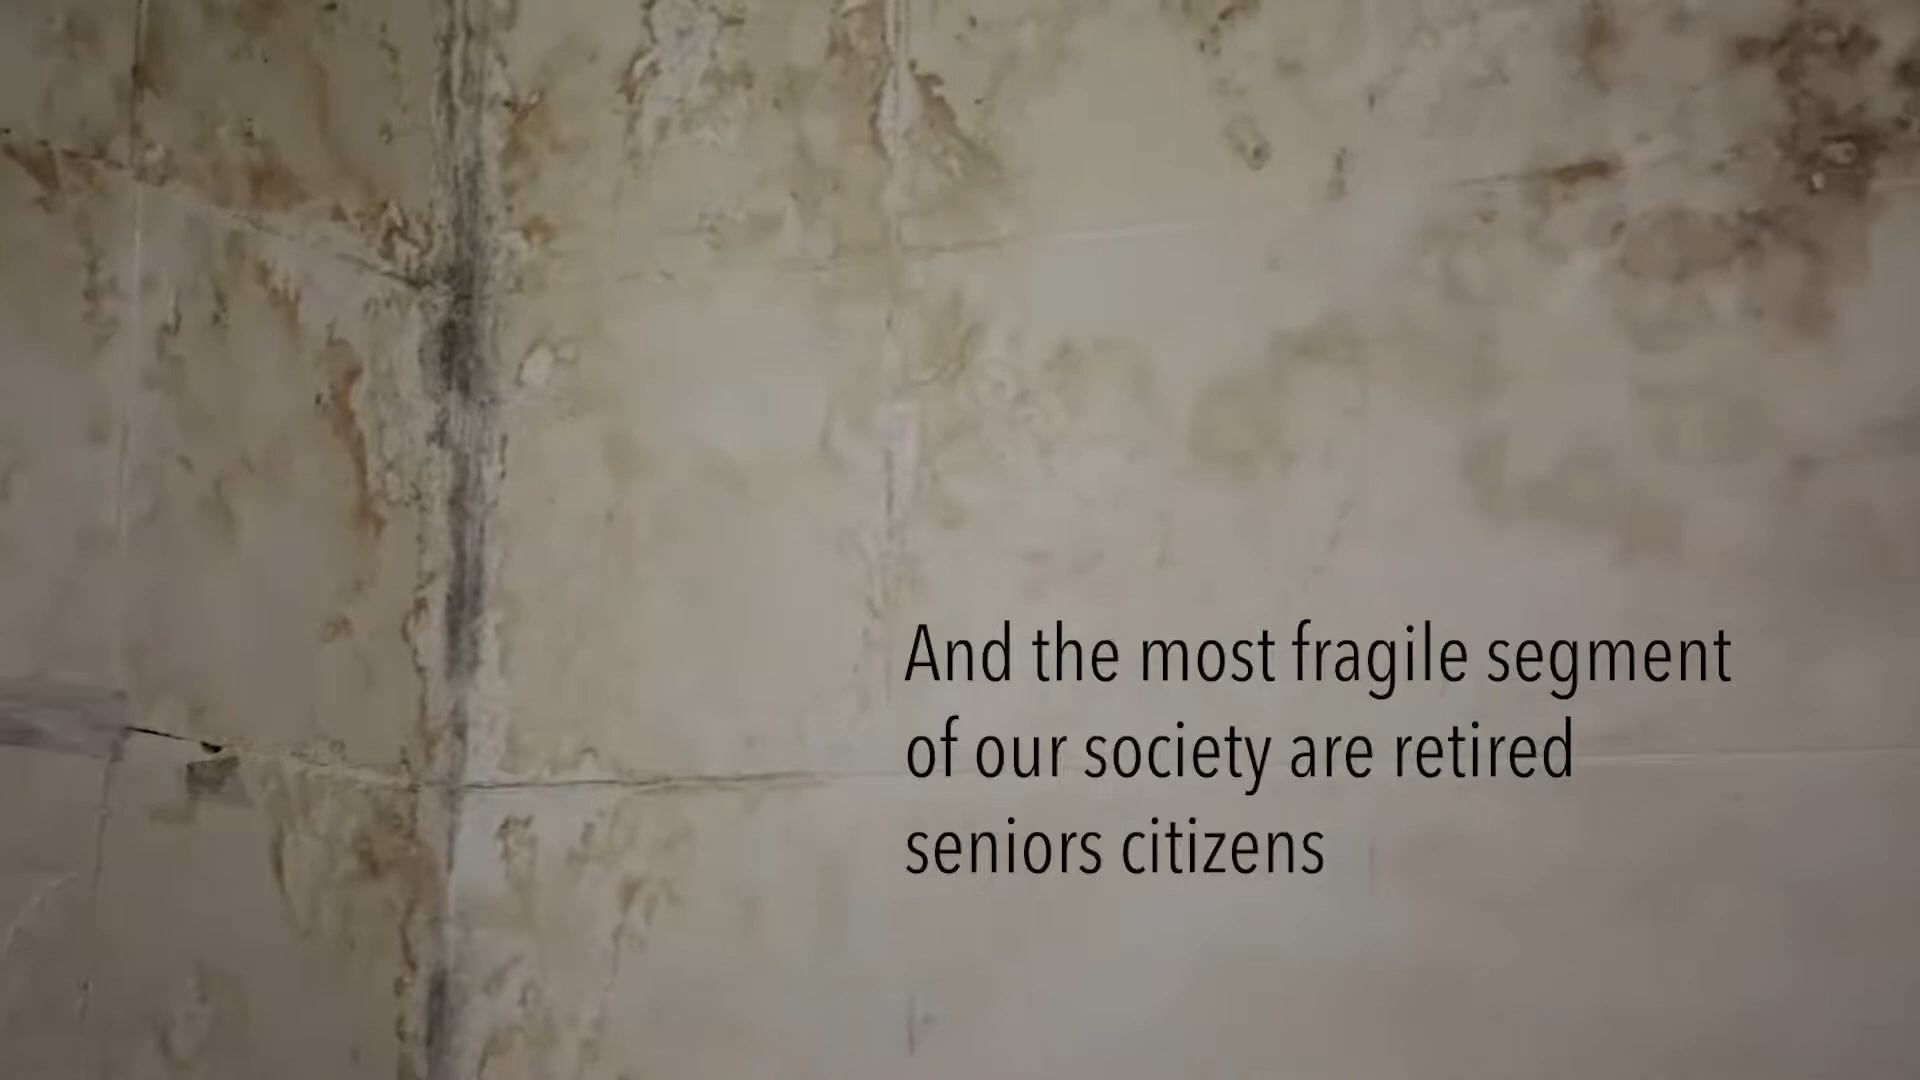 And the most fragile segment
of our society are retired
seniors citizens